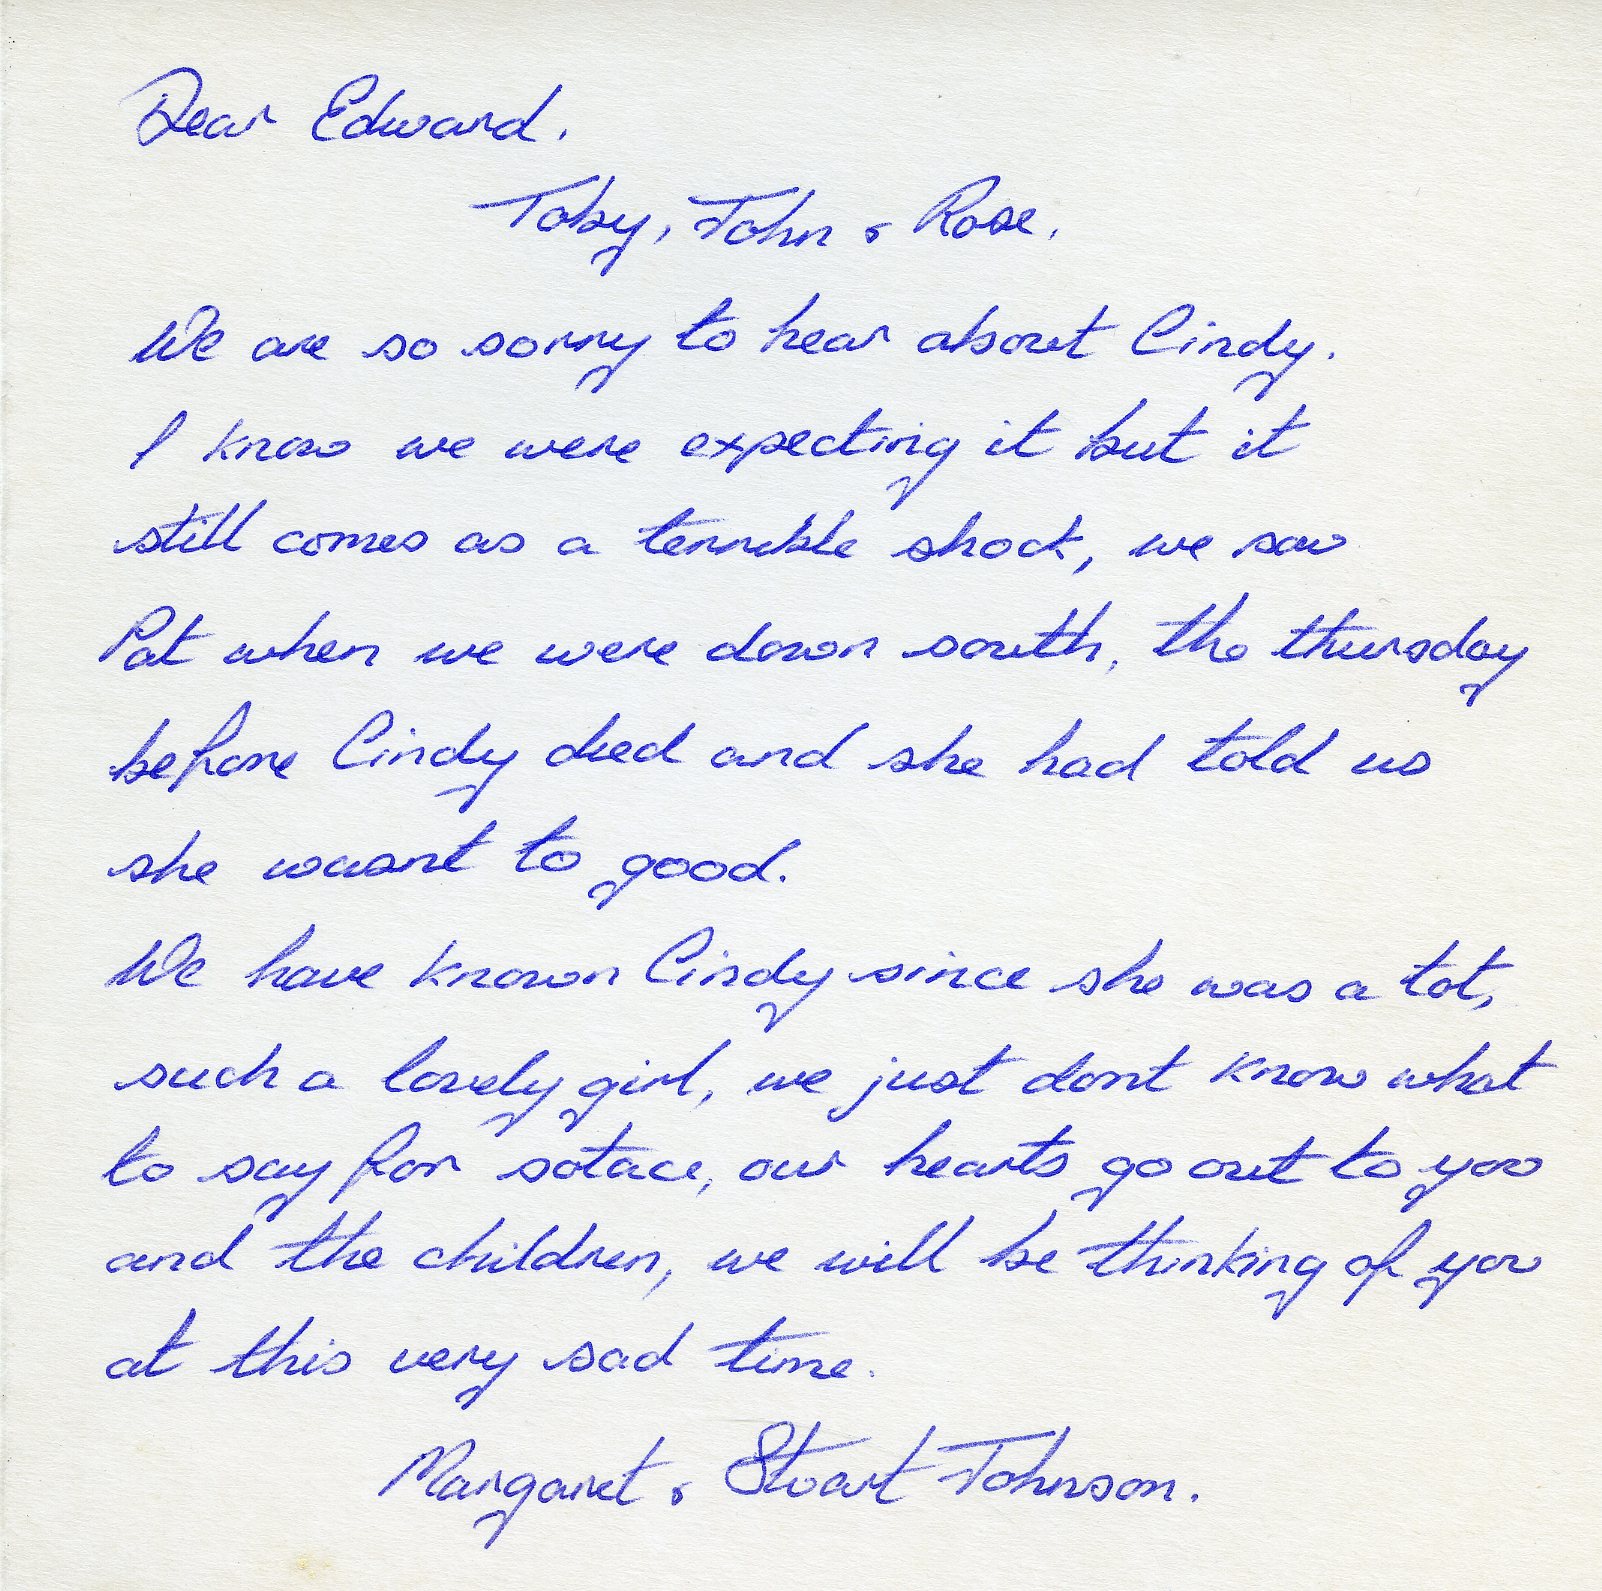 Dear Edward.
Toby, John & Rose.
We are so sorry to hear about Cindy.
I know we were expecting it but it
still comes as a terrible shock, we saw
Pat when we were down south, the thursday
before Cindy died and she had told us
she wasnt to good.
We have known Cindy since she was a tot,
such a lovely girl, we just dont know what
to say for solace, our hearts go out to you
and the children, we will be thinking of you
at this very sad time.
Margaret & Stuart Johnson.